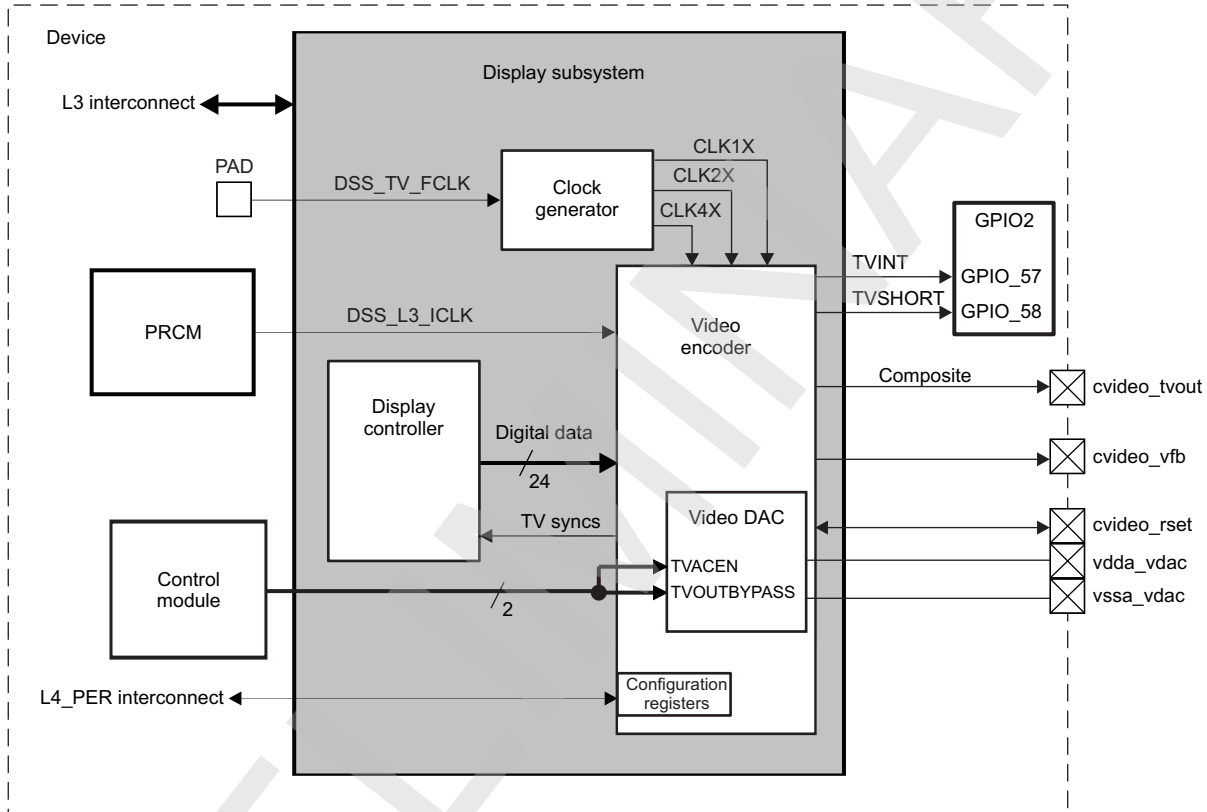 Device
Display subsystem
L3 interconnect
PAD
DSS_TV_FCLK
Clock
generator
CLK1X
CLK2X
CLK4X
GPIO2
TVINT
GPIO_57
TVSHORT
GPIO_58
PRCM
DSS_L3_ICLK
Video
encoder
Composite
cvideo_tvout
Display
controller
Digital data
24
cvideo_vfb
TV syncs
Video DAC
cvideo_rset
TVACEN
vdda_vdac
TVOUTBYPASS
vssa_vdac
Control
module
2
Configuration
registers
L4_PER interconnect